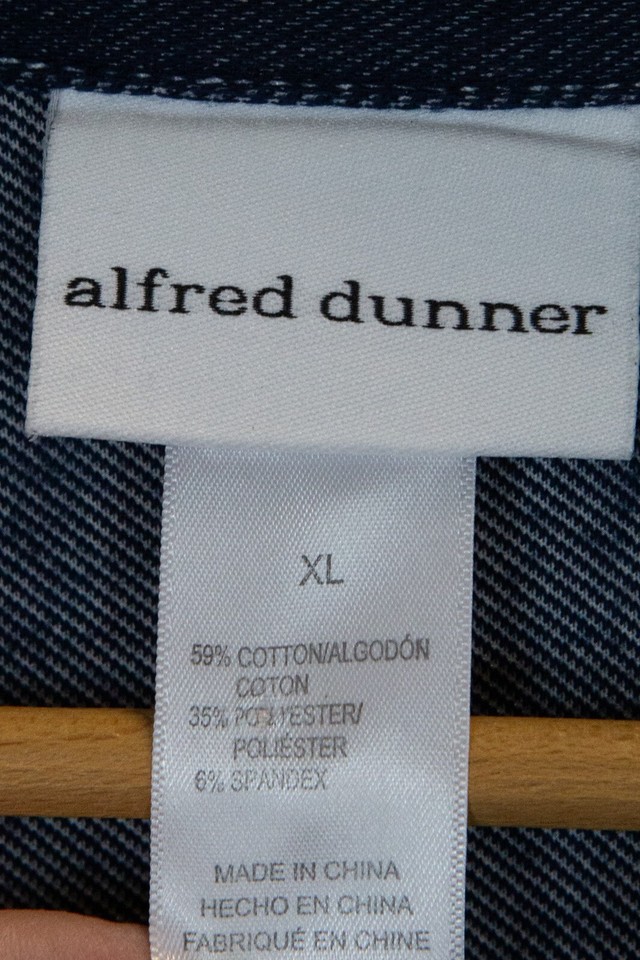 alfred dunner
XL
59% COTTON/ALGODÓN
COTON
35% POLYESTER/
POLIÉSTER
6% SPANDEX
MADE IN CHINA
HECHO EN CHINA
FABRIQUÉ EN CHINE